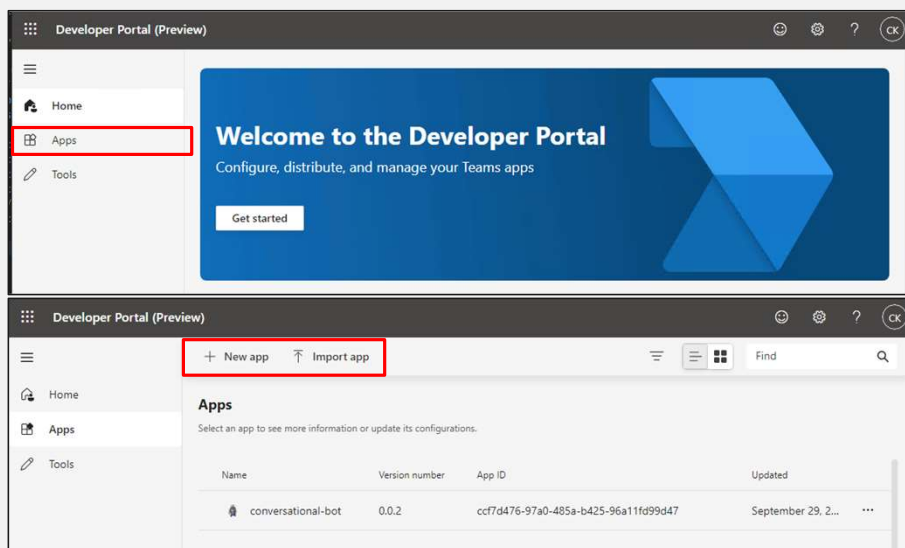 Developer Portal (Preview)
? CK
Home
Apps
Tools
Welcome to the Developer Portal
Configure, distribute, and manage your Teams apps
Get started
Developer Portal (Preview)
? CK
+ New app Import app Find
Home
Apps
Tools
Apps
Select an app to see more information or update its configurations.
Name Version number App ID Updated
conversational-bot 0.0.2 ccf7d476-97a0-485a-b425-96a11fd99d47 September 29, 2... ...